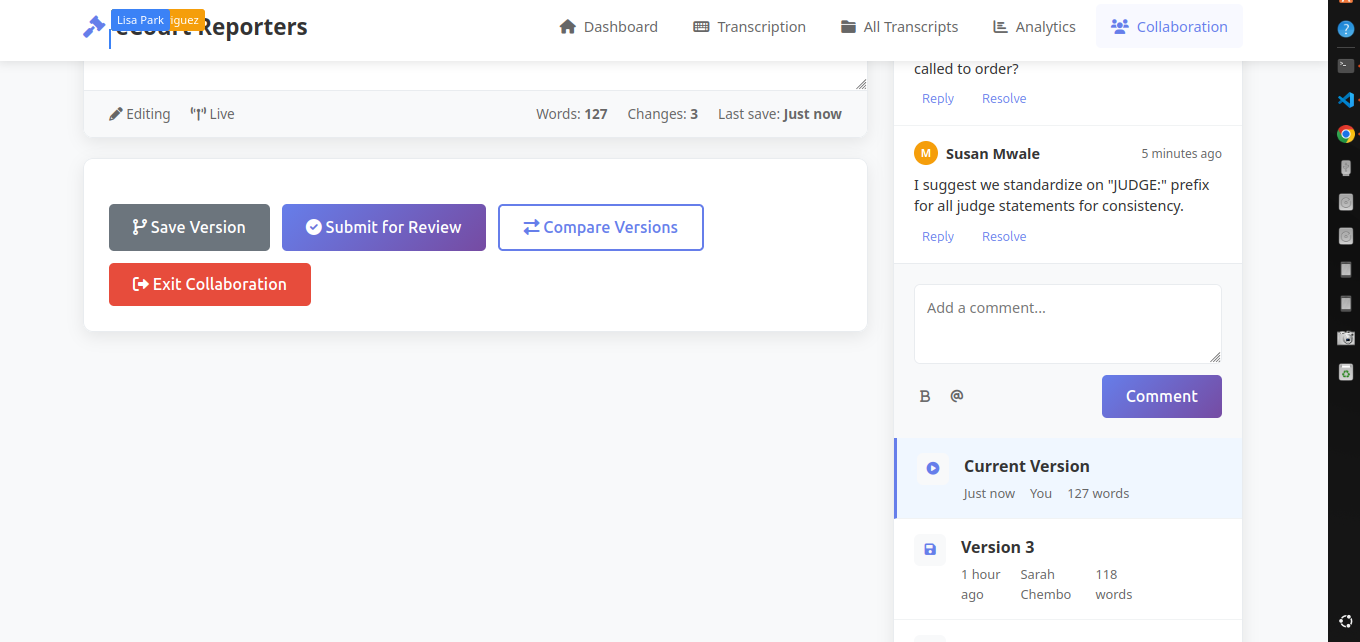 Lisa Park
iguez
eCourt Reporters
Dashboard
Transcription
All Transcripts
Analytics
Collaboration
called to order?
Reply
Resolve
Editing
Live
Words: 127
Changes: 3
Last save: Just now
M
Susan Mwale
5 minutes ago
I suggest we standardize on "JUDGE:" prefix
for all judge statements for consistency.
Reply
Resolve
Save Version
Submit for Review
Compare Versions
Exit Collaboration
Add a comment...
B
@
Comment
Current Version
Just now
You
127 words
Version 3
1 hour
ago
Sarah
Chembo
118
words